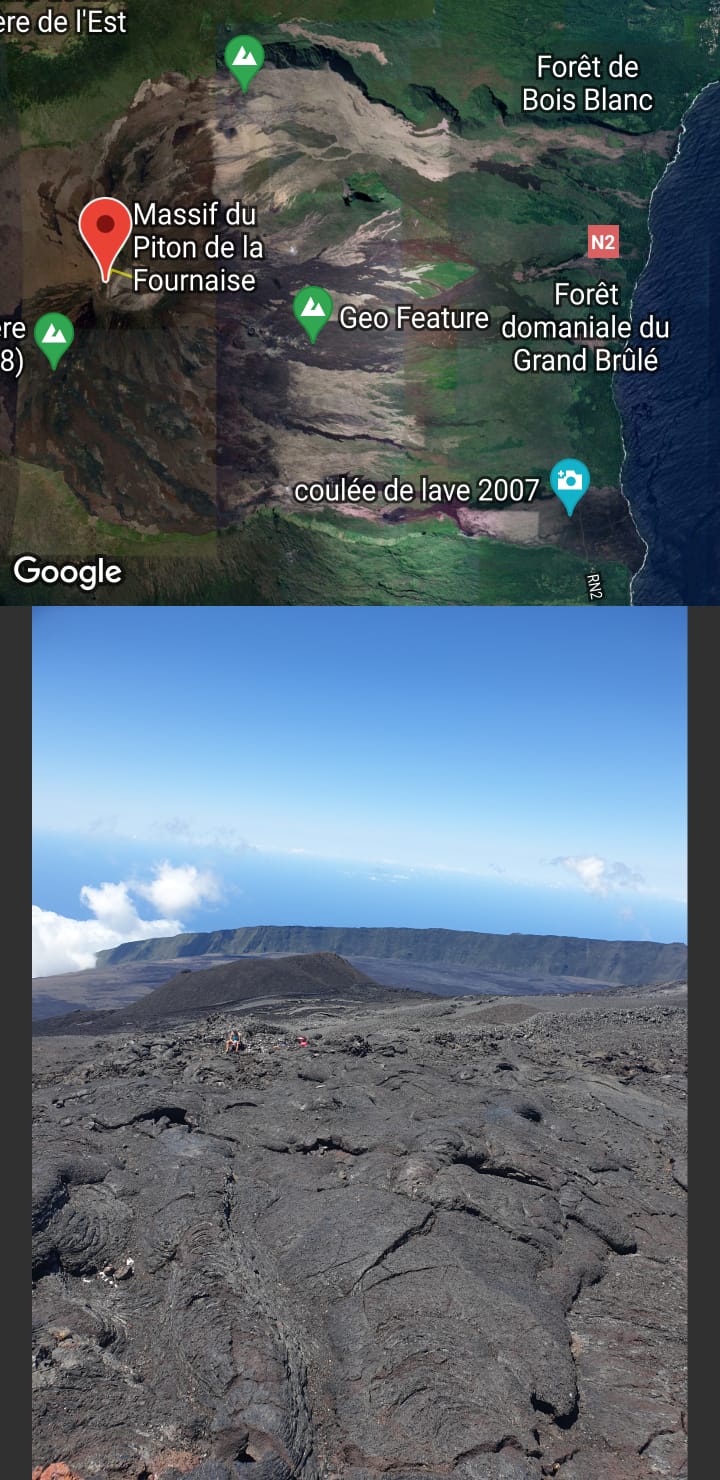 ère de l'Est
Forêt de
Bois Blanc
Massif du
Piton de la
Fournaise
N2
Forêt
domaniale du
Grand Brûlé
ère
8)
Geo Feature
coulée de lave 2007
Google
RN2